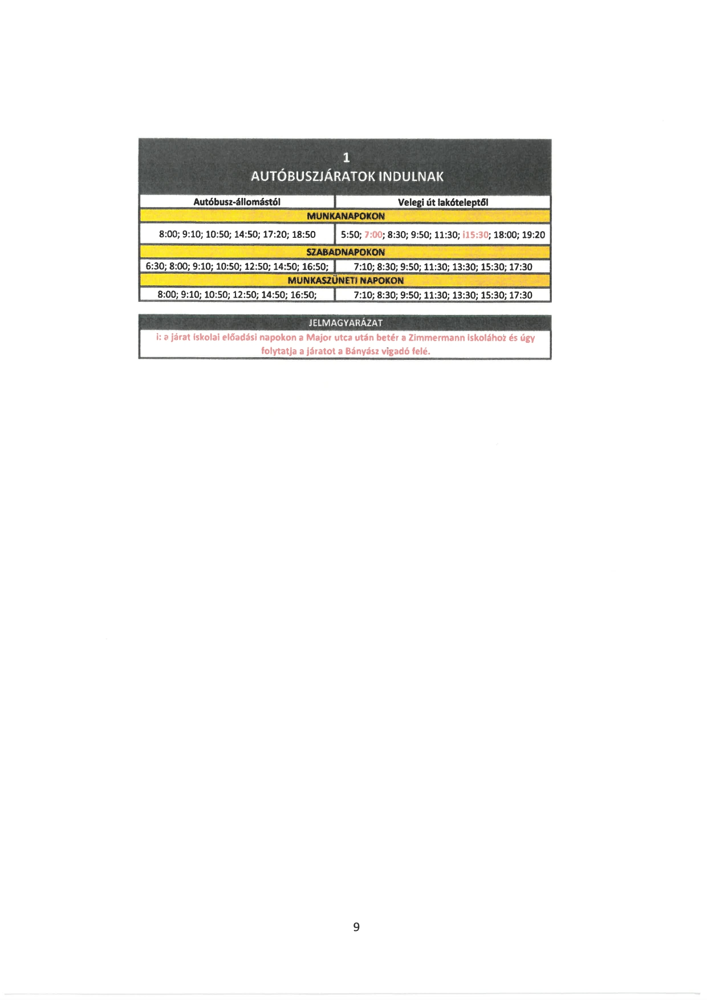 1
AUTÓBUSZJÁRATOK INDULNAK
Autóbusz-állomástól Velegi út lakóteleptől
MUNKANAPOKON
8:00; 9:10; 10:50; 14:50; 17:20; 18:50 5:50; 7:00; 8:30; 9:50; 11:30; i15:30; 18:00; 19:20
SZABADNAPOKON
6:30; 8:00; 9:10; 10:50; 12:50; 14:50; 16:50; 7:10; 8:30; 9:50; 11:30; 13:30; 15:30; 17:30
MUNKASZÜNETI NAPOKON
8:00; 9:10; 10:50; 12:50; 14:50; 16:50; 7:10; 8:30; 9:50; 11:30; 13:30; 15:30; 17:30
JELMAGYARÁZAT
i: a járat iskolai előadási napokon a Major utca után betér a Zimmermann iskolához és úgy
folytatja a járatot a Bányász vigadó felé.
9